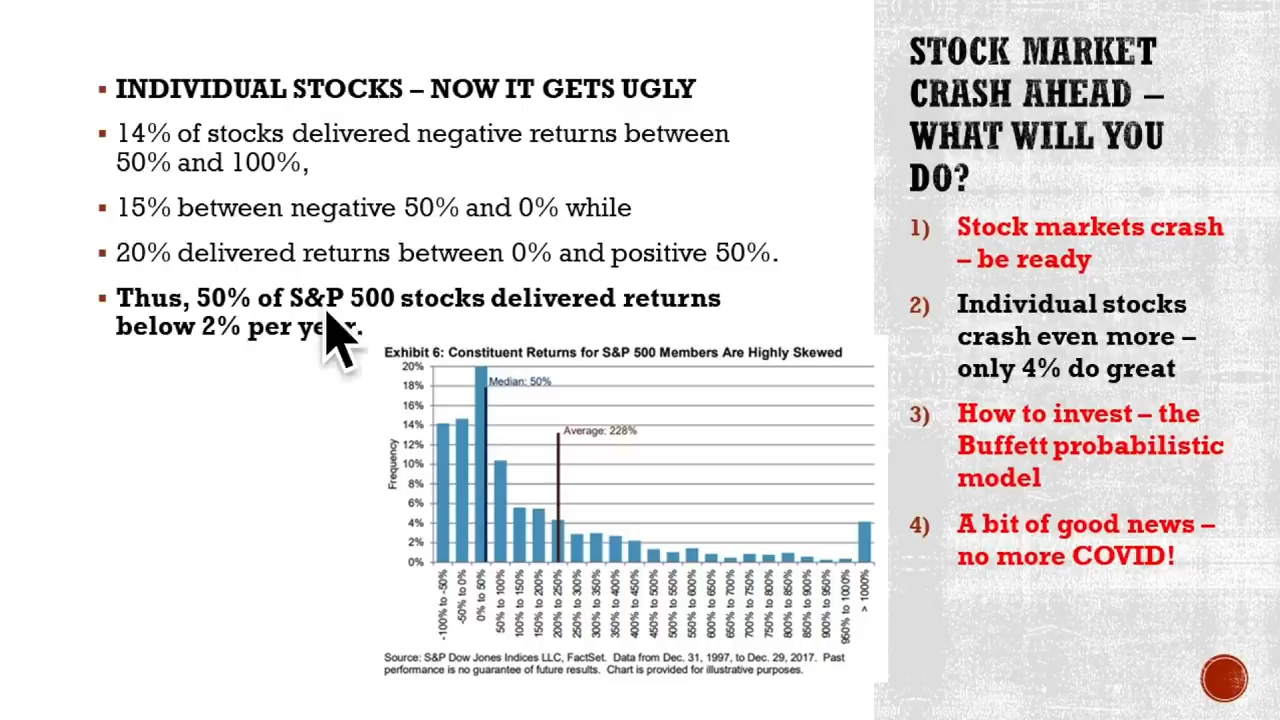 INDIVIDUAL STOCKS – NOW IT GETS UGLY
14% of stocks delivered negative returns between
50% and 100%,
15% between negative 50% and 0% while
20% delivered returns between 0% and positive 50%.
Thus, 50% of S&P 500 stocks delivered returns
below 2% per year.
Exhibit 6: Constituent Returns for S&P 500 Members Are Highly Skewed
20%
18%
16%
14%
12%
10%
8%
6%
4%
2%
0%
Frequency
Median: 50%
Average: 228%
-100% to -50%
-50% to 0%
0% to 50%
50% to 100%
100% to 150%
150% to 200%
200% to 250%
250% to 300%
300% to 350%
350% to 400%
400% to 450%
450% to 500%
500% to 550%
550% to 600%
600% to 650%
650% to 700%
700% to 750%
750% to 800%
800% to 850%
850% to 900%
900% to 950%
950% to 1000%
> 1000%
Source: S&P Dow Jones Indices LLC, FactSet. Data from Dec. 31, 1997, to Dec. 29, 2017. Past
performance is no guarantee of future results. Chart is provided for illustrative purposes.
STOCK MARKET
CRASH AHEAD –
WHAT WILL YOU
DO?
1) Stock markets crash
– be ready
2) Individual stocks
crash even more –
only 4% do great
3) How to invest – the
Buffett probabilistic
model
4) A bit of good news –
no more COVID!